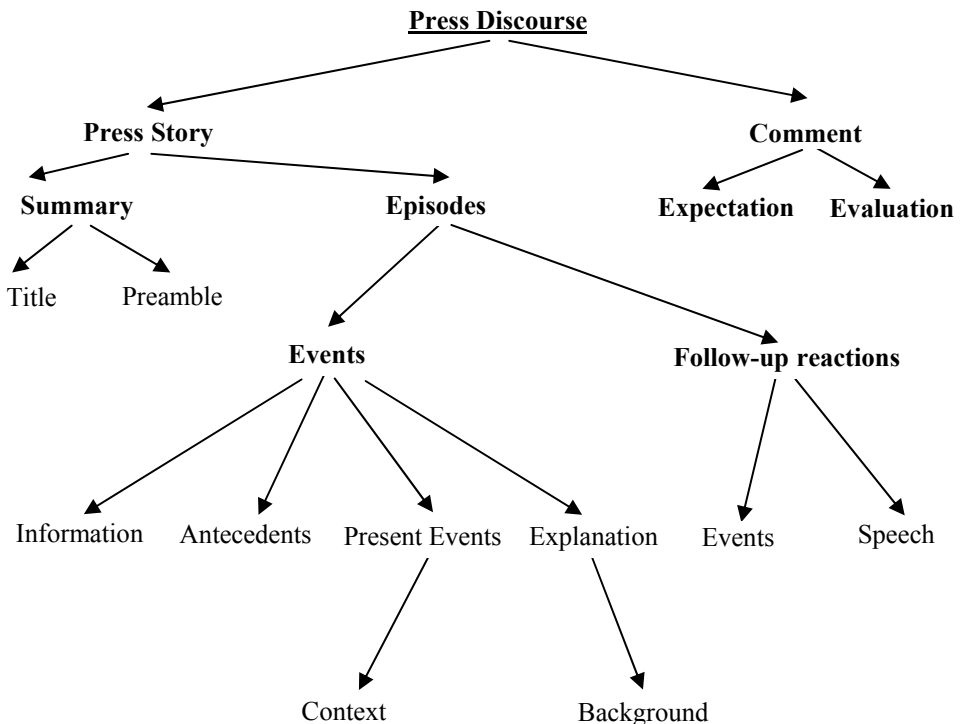 Press Discourse
Press Story
Comment
Summary
Episodes
Expectation
Evaluation
Title
Preamble
Events
Follow-up reactions
Information
Antecedents
Present Events
Explanation
Events
Speech
Context
Background